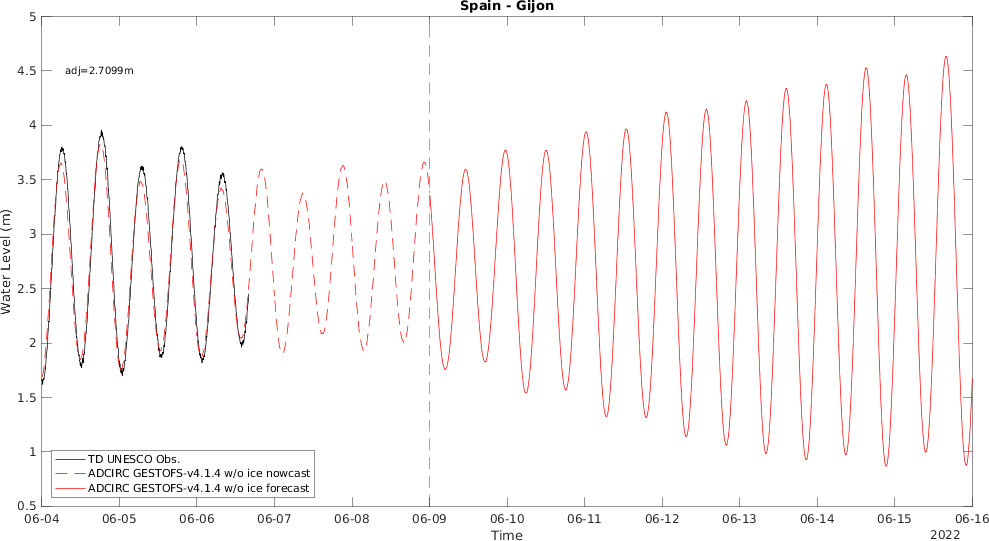 Spain - Gijon
5
4.5
4
3.5
3
2.5
2
1.5
1
0.5
Water Level (m)
adj=2.7099m
TD UNESCO Obs.
ADCIRC GESTOFS-v4.1.4 w/o ice nowcast
ADCIRC GESTOFS-v4.1.4 w/o ice forecast
06-04 06-05 06-06 06-07 06-08 06-09 06-10 06-11 06-12 06-13 06-14 06-15 06-16
Time
2022